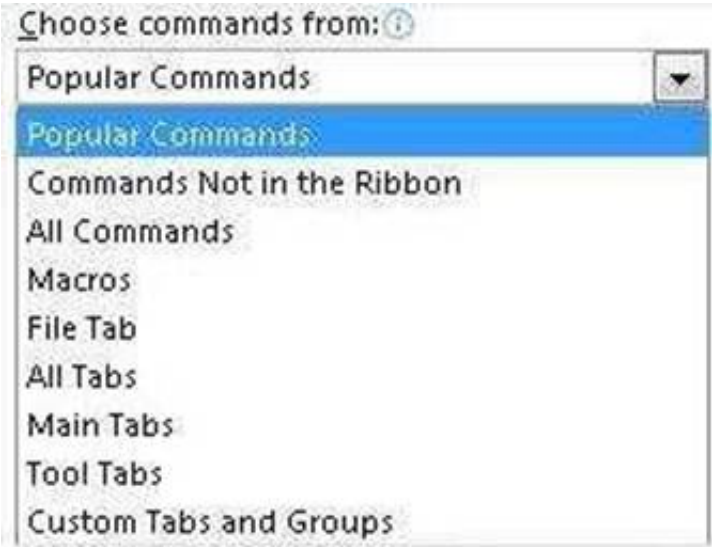 Choose commands from:
Popular Commands
Popular Commands
Commands Not in the Ribbon
All Commands
Macros
File Tab
All Tabs
Main Tabs
Tool Tabs
Custom Tabs and Groups